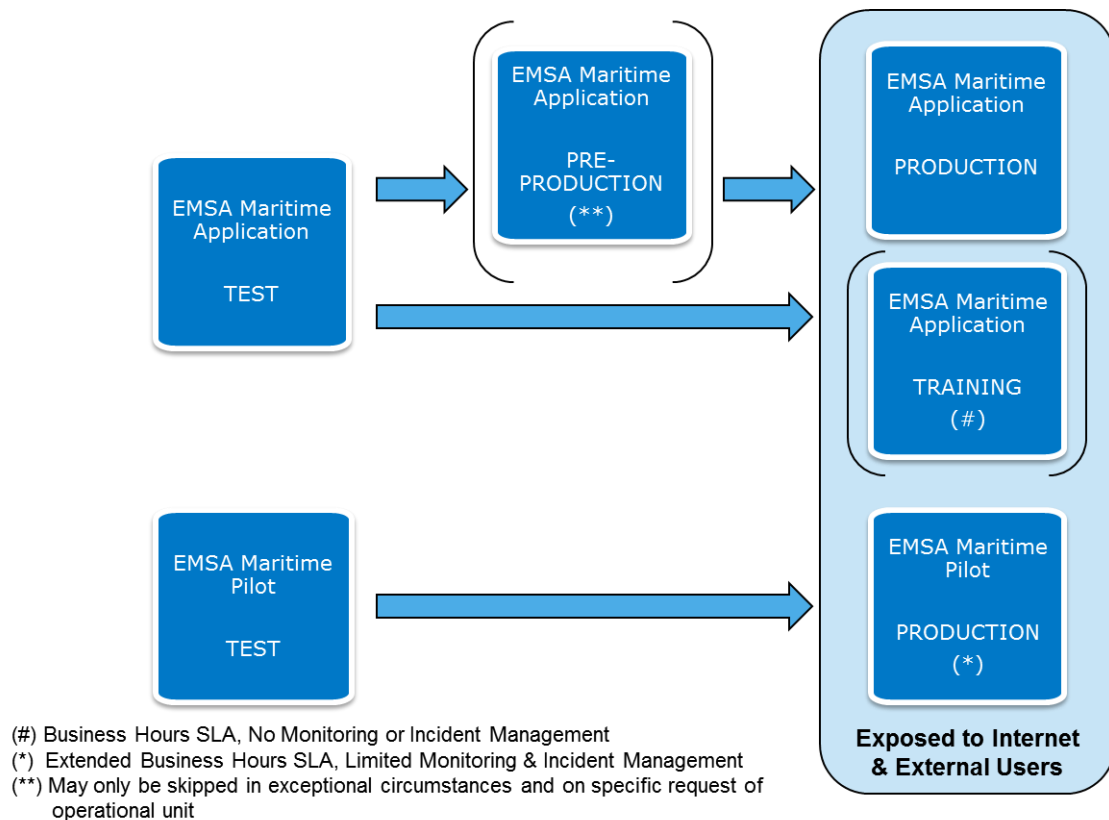 EMSA Maritime
Application
PRE-
PRODUCTION
(**)
EMSA Maritime
Application
PRODUCTION
EMSA Maritime
Application
TEST
EMSA Maritime
Application
TRAINING
(#)
EMSA Maritime
Pilot
TEST
EMSA Maritime
Pilot
PRODUCTION
(*)
Exposed to Internet
& External Users
(#) Business Hours SLA, No Monitoring or Incident Management
(*) Extended Business Hours SLA, Limited Monitoring & Incident Management
(**) May only be skipped in exceptional circumstances and on specific request of
operational unit